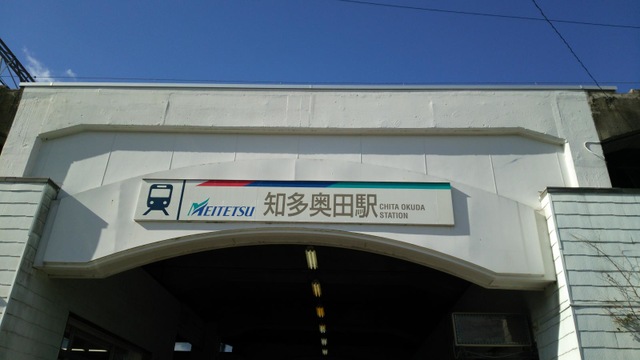 MEITETSU 知多奥田駅 CHITA OKUDA
STATION